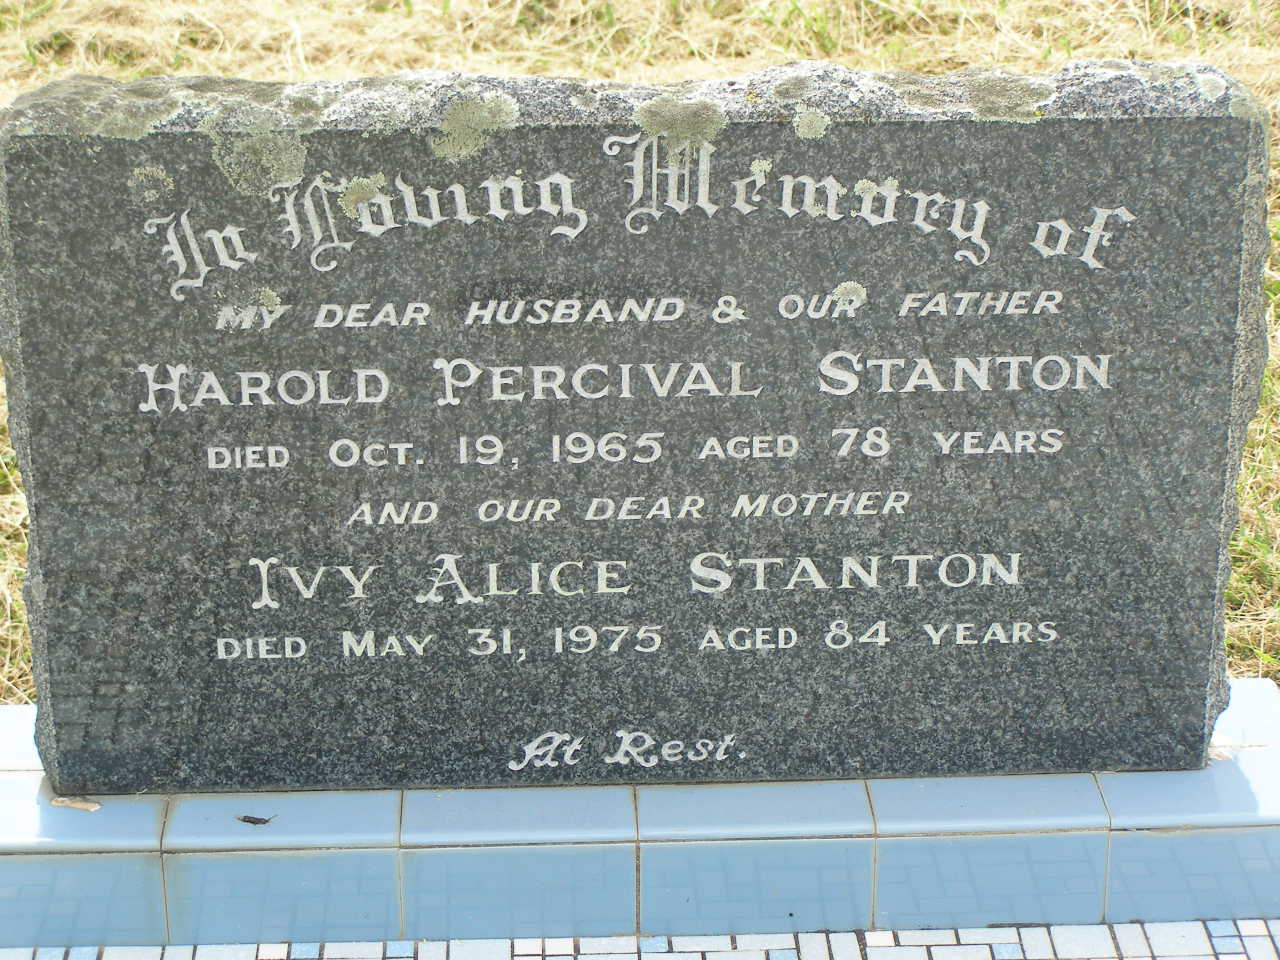 In Loving Memory of
MY DEAR HUSBAND & OUR FATHER
HAROLD PERCIVAL STANTON
DIED OCT. 19, 1965 AGED 78 YEARS
AND OUR DEAR MOTHER
IVY ALICE STANTON
DIED MAY 31, 1975 AGED 84 YEARS
At Rest.